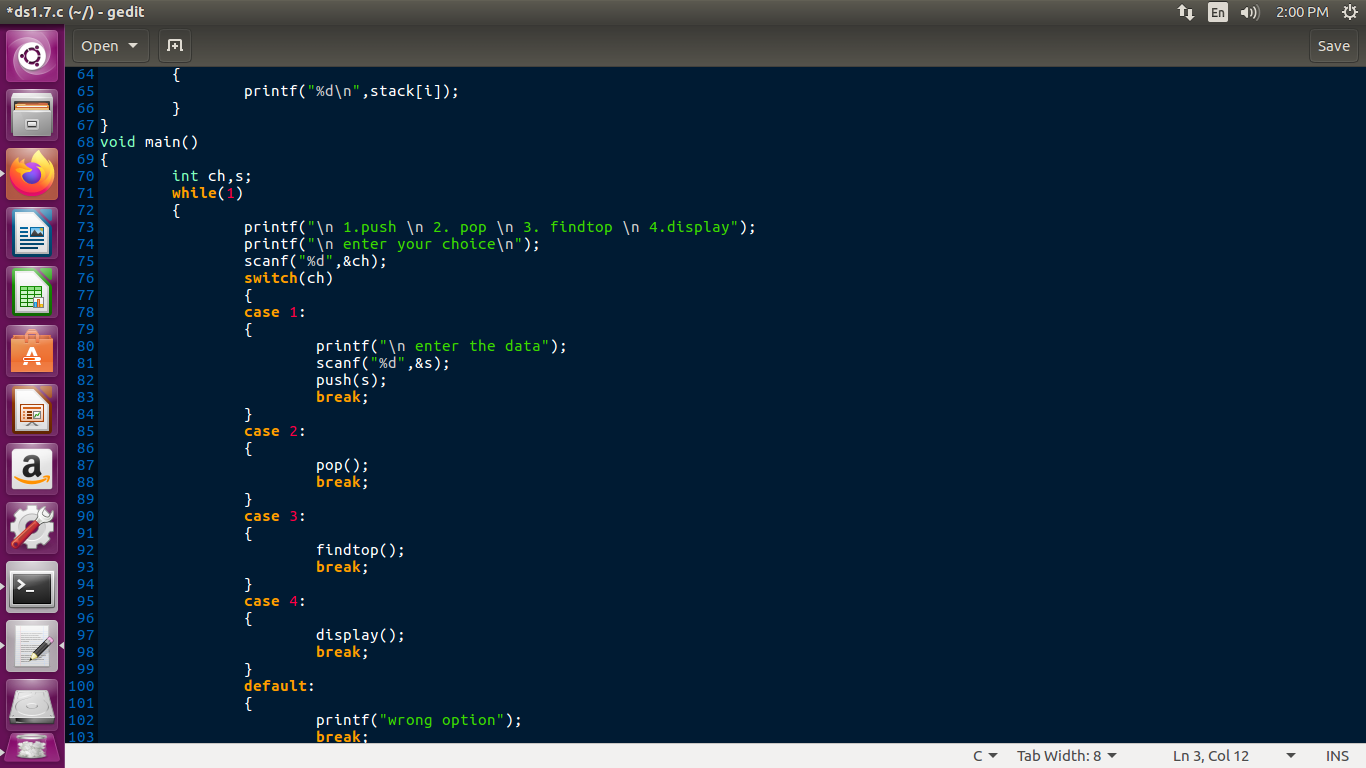 *ds1.7.c (~/) - gedit
En
2:00 PM
Open
Save
64 {
65 printf("%d\n",stack[i]);
66 }
67 }
68 void main()
69 {
70 int ch,s;
71 while(1)
72 {
73 printf("\n 1.push \n 2. pop \n 3. findtop \n 4.display");
74 printf("\n enter your choice\n");
75 scanf("%d",&ch);
76 switch(ch)
77 {
78 case 1:
79 {
80 printf("\n enter the data");
81 scanf("%d",&s);
82 push(s);
83 break;
84 }
85 case 2:
86 {
87 pop();
88 break;
89 }
90 case 3:
91 {
92 findtop();
93 break;
94 }
95 case 4:
96 {
97 display();
98 break;
99 }
100 default:
101 {
102 printf("wrong option");
103 break;
C
Tab Width: 8
Ln 3, Col 12
INS